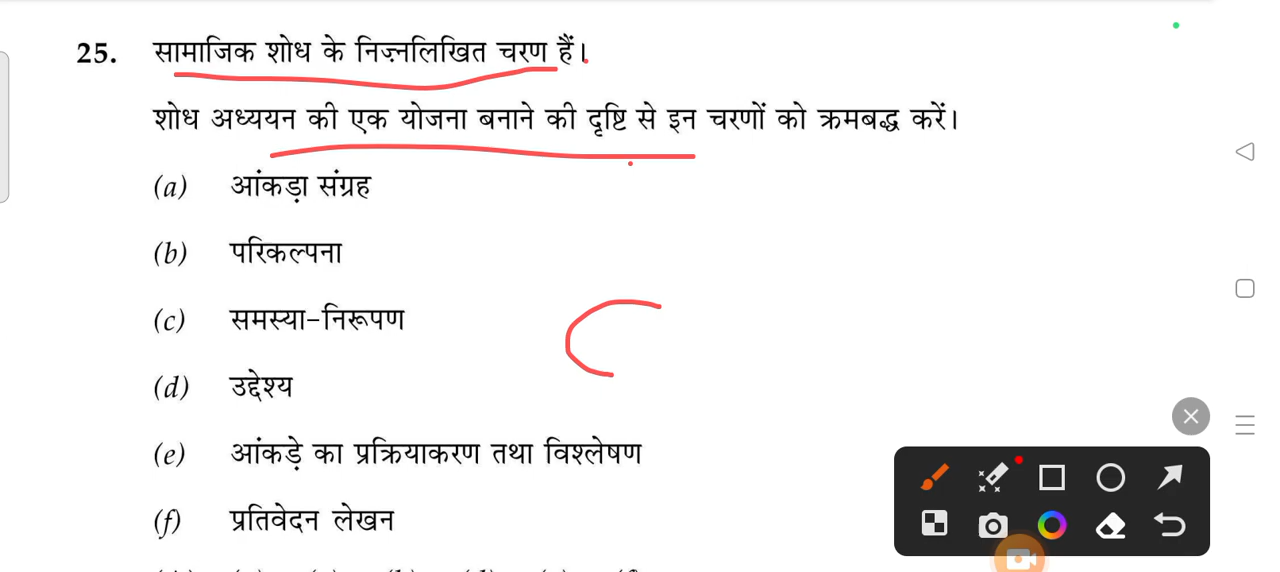 25. सामाजिक शोध के निज़्नलिखित चरण हैं।
शोध अध्ययन की एक योजना बनाने की दृष्टि से इन चरणों को क्रमबद्ध करें।
(a) आंकड़ा संग्रह
(b) परिकल्पना
(c) समस्या-निरूपण
(d) उद्देश्य
(e) आंकड़े का प्रक्रियाकरण तथा विश्लेषण
(f) प्रतिवेदन लेखन